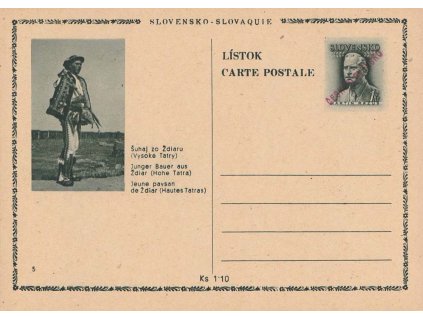 SLOVENSKO-SLOVAQUIE
LÍSTOK
CARTE POSTALE
SLOVENSKO
Šuhaj zo Ždiaru
(Vysoké Tatry)
Junger Bauer aus
Ždiar (Hohe Tatra)
Jeune paysan
de Ždiar (Hautes Tatras)
5
Ks 1·10